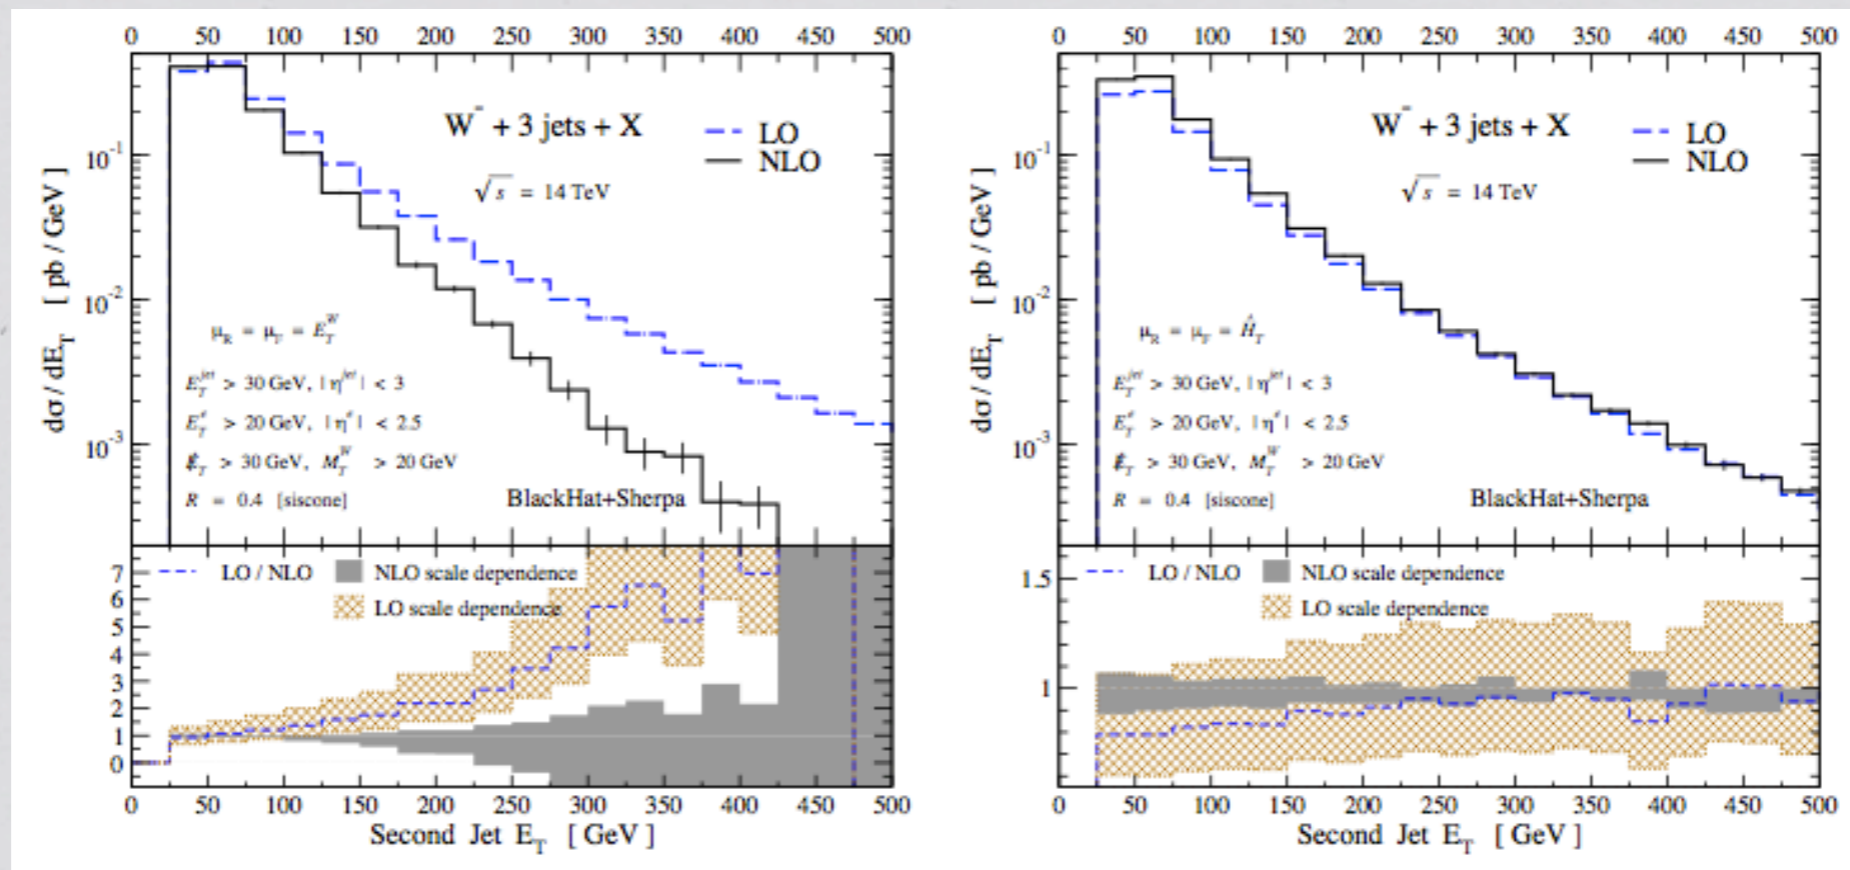 0 50 100 150 200 250 300 350 400 450 500
W⁻ + 3 jets + X
LO
NLO
√s = 14 TeV
10⁻¹
10⁻²
10⁻³
dσ / dE_T [ pb / GeV ]
μ_R = μ_F = E_T^W
E_T^jet > 30 GeV, | η^jet | < 3
E_T^e > 20 GeV, | η^e | < 2.5
E̸_T > 30 GeV, M_T^W > 20 GeV
R = 0.4 [siscone]
BlackHat+Sherpa
LO / NLO
NLO scale dependence
LO scale dependence
7
6
5
4
3
2
1
0
0 50 100 150 200 250 300 350 400 450 500
Second Jet E_T [ GeV ]
0 50 100 150 200 250 300 350 400 450 500
W⁻ + 3 jets + X
LO
NLO
√s = 14 TeV
10⁻¹
10⁻²
10⁻³
dσ / dE_T [ pb / GeV ]
μ_R = μ_F = Ĥ_T
E_T^jet > 30 GeV, | η^jet | < 3
E_T^e > 20 GeV, | η^e | < 2.5
E̸_T > 30 GeV, M_T^W > 20 GeV
R = 0.4 [siscone]
BlackHat+Sherpa
LO / NLO
NLO scale dependence
LO scale dependence
1.5
1
0 50 100 150 200 250 300 350 400 450 500
Second Jet E_T [ GeV ]